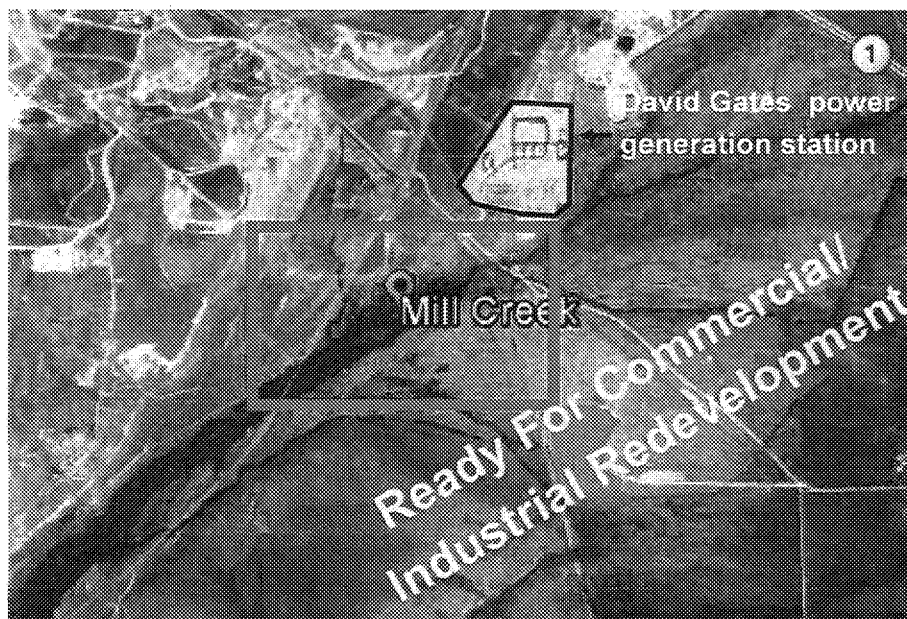 1
David Gates power
generation station
Mill Creek
Ready For Commercial/
Industrial Redevelopment